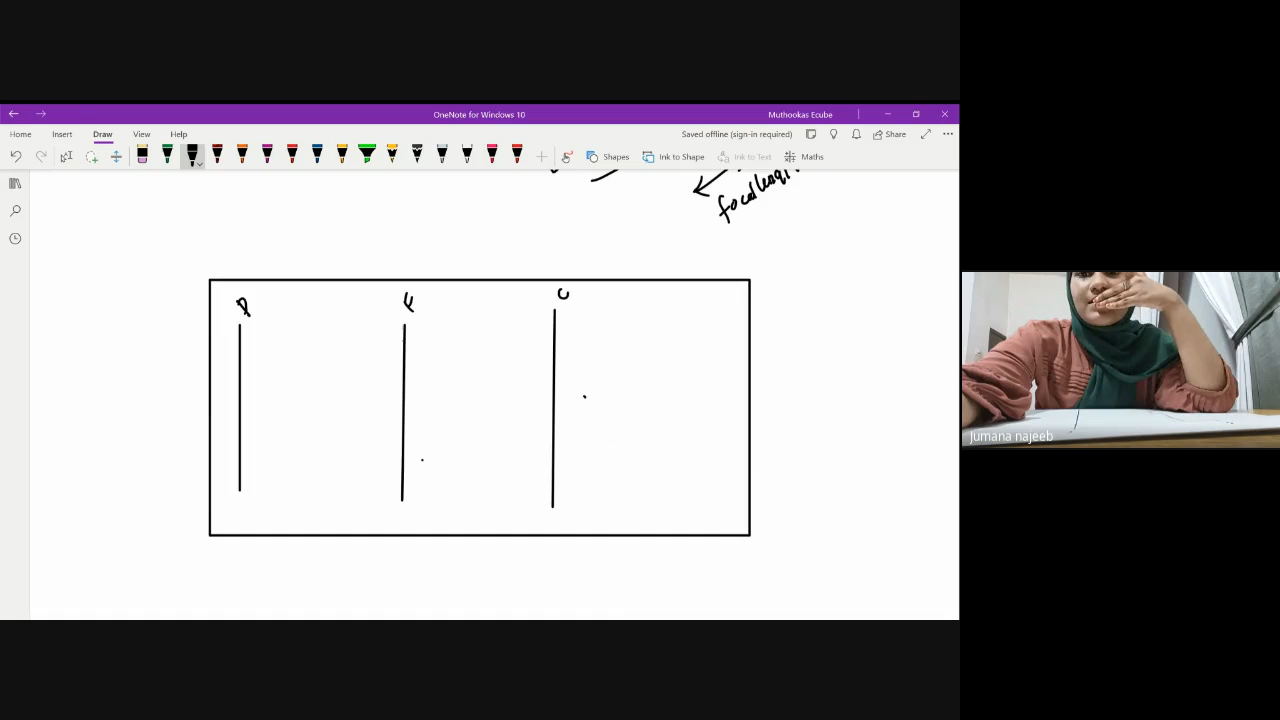 OneNote for Windows 10
Muthookas Ecube
Home Insert Draw View Help
Saved offline (sign-in required)
Share
Shapes
Ink to Shape
Ink to Text
Maths
focal
P F C
Jumana najeeb